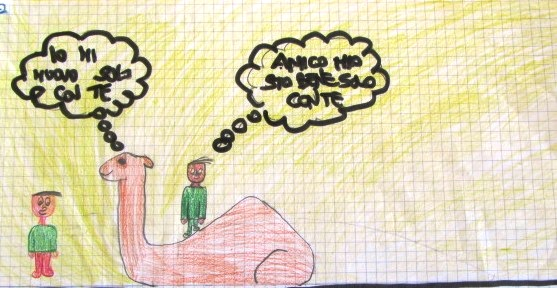 IO MI
MUOVO SOLO
CON TE
AMICO MIO
STO BENE SOLO
CON TE